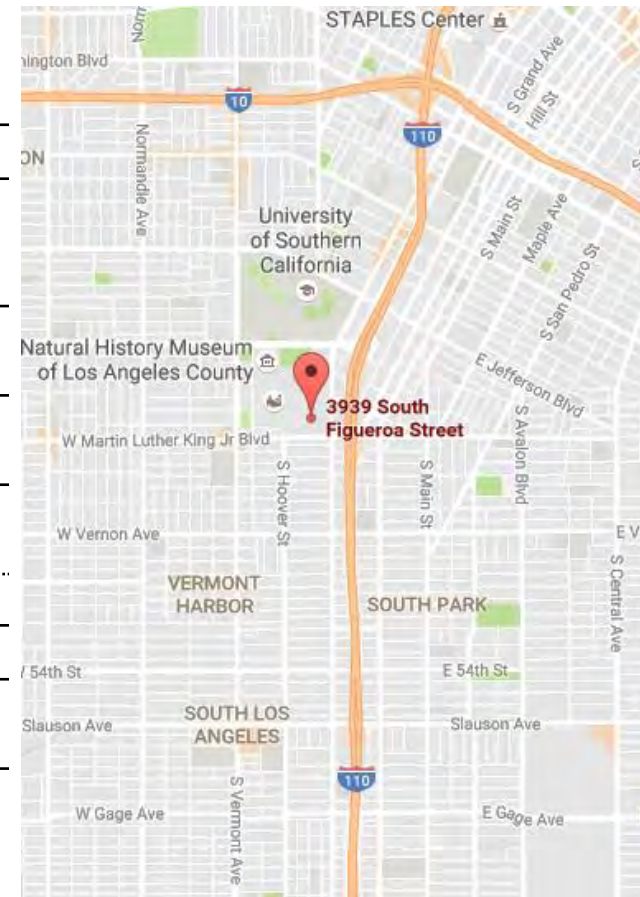 STAPLES Center
Norr
nington Blvd
S Grand Ave
Hill St
10
110
ON
Normandie Ave
S
University
of Southern
California
S Main St
Maple Ave
S San Pedro St
Natural History Museum
of Los Angeles County
E Jefferson Blvd
3939 South
Figueroa Street
S Avalon Blvd
W Martin Luther King Jr Blvd
S Hoover St
S Main St
W Vernon Ave
E V
S Central Ave
VERMONT
HARBOR
SOUTH PARK
/ 54th St
E 54th St
SOUTH LOS
ANGELES
Slauson Ave
Slauson Ave
110
S Vermont Ave
W Gage Ave
E Gage Ave